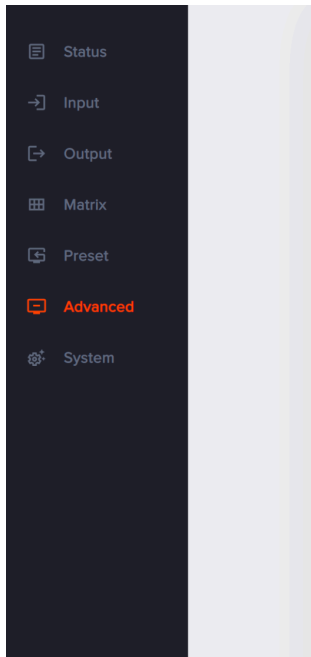 Status
Input
Output
Matrix
Preset
Advanced
System